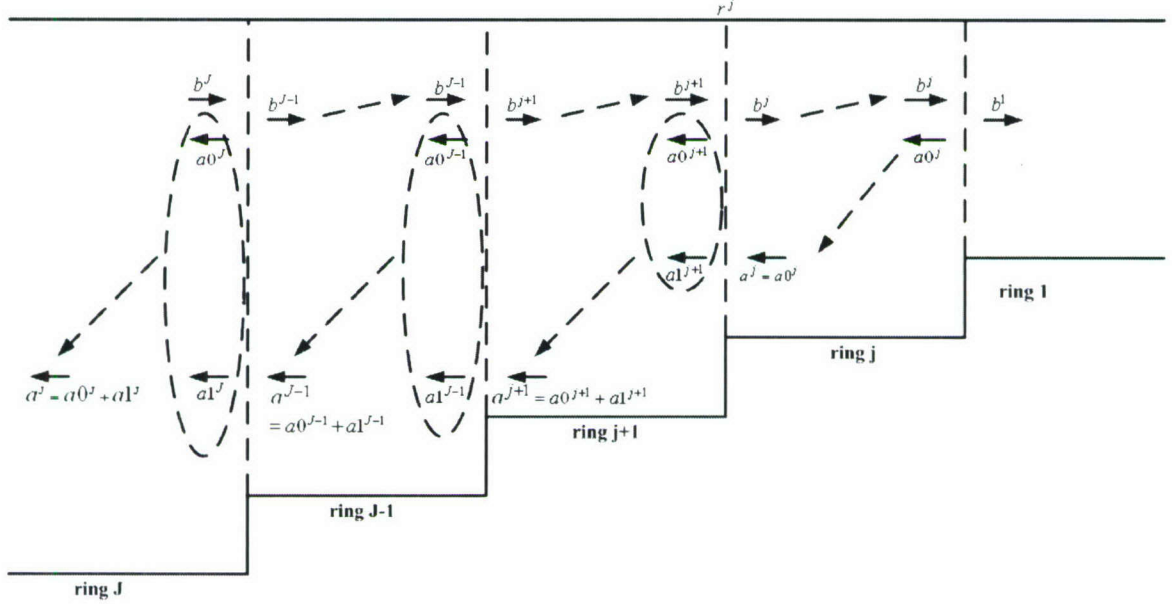 r^j
b^J b^{J-1} b^{j+1} b^j
b^{J-1} b^{j+1} b^j b^1
a0^J a0^{J-1} a0^{j+1} a0^j
a1^{j+1} a^j = a0^j
ring 1
ring j
a^J = a0^J + a1^J a1^J a^{J-1} a1^{J-1} a^{j+1} = a0^{j+1} + a1^{j+1}
= a0^{J-1} + a1^{J-1}
ring j+1
ring J-1
ring J